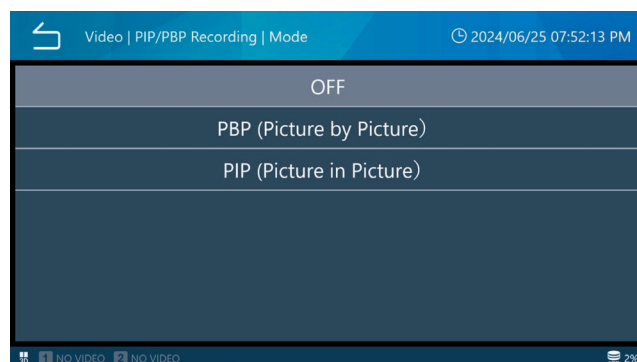 Video | PIP/PBP Recording | Mode
2024/06/25 07:52:13 PM
OFF
PBP (Picture by Picture）
PIP (Picture in Picture）
1 NO VIDEO 2 NO VIDEO
2%